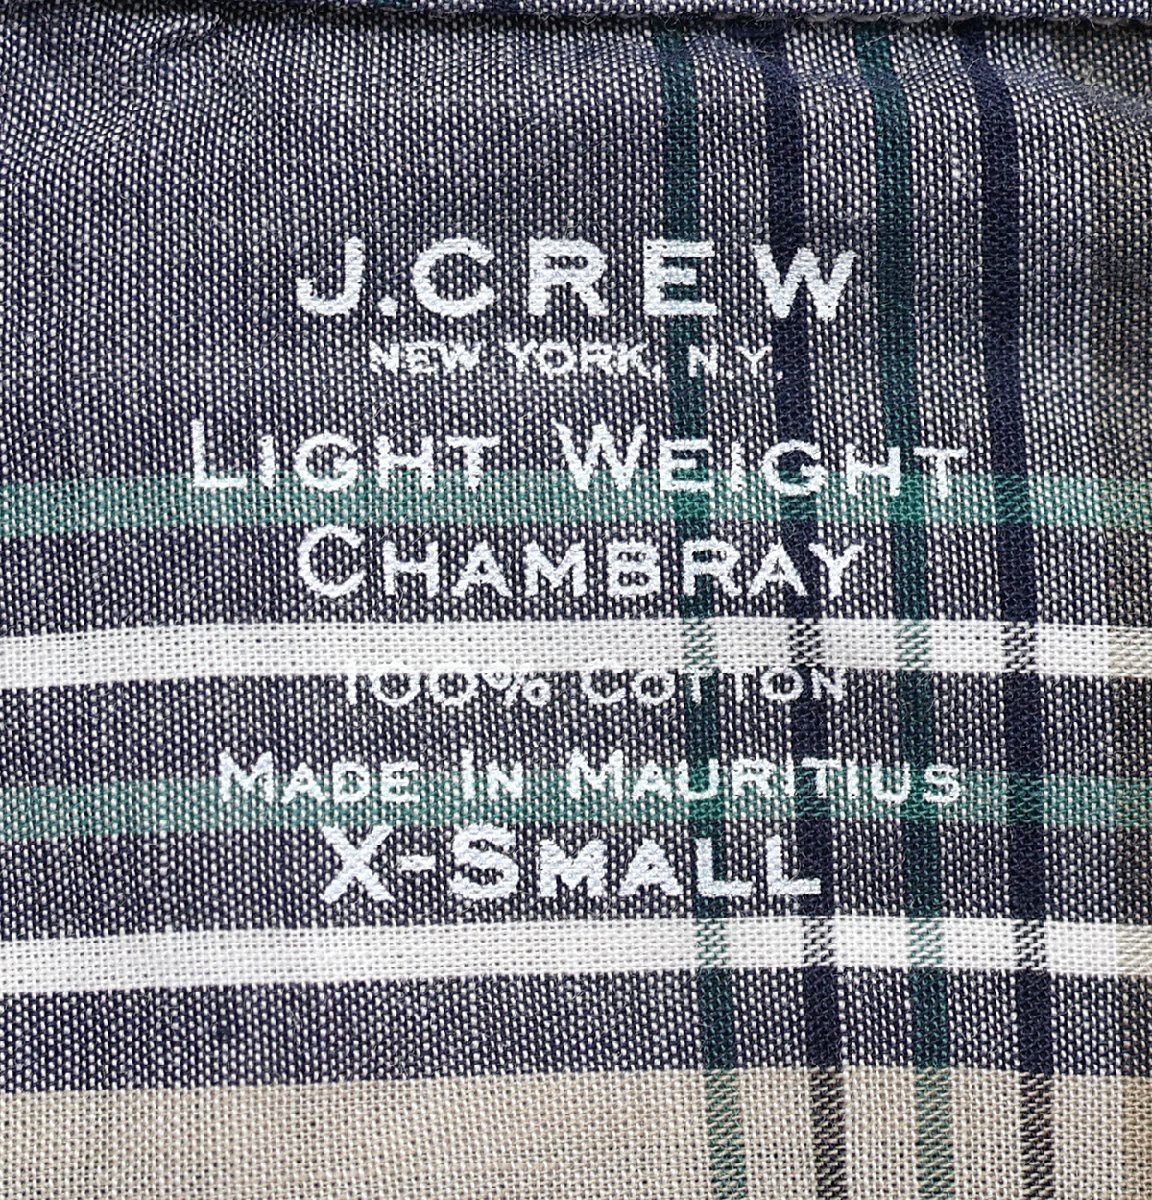 J.CREW
NEW YORK, N.Y.
LIGHT WEIGHT
CHAMBRAY
100% COTTON
MADE IN MAURITIUS
X-SMALL